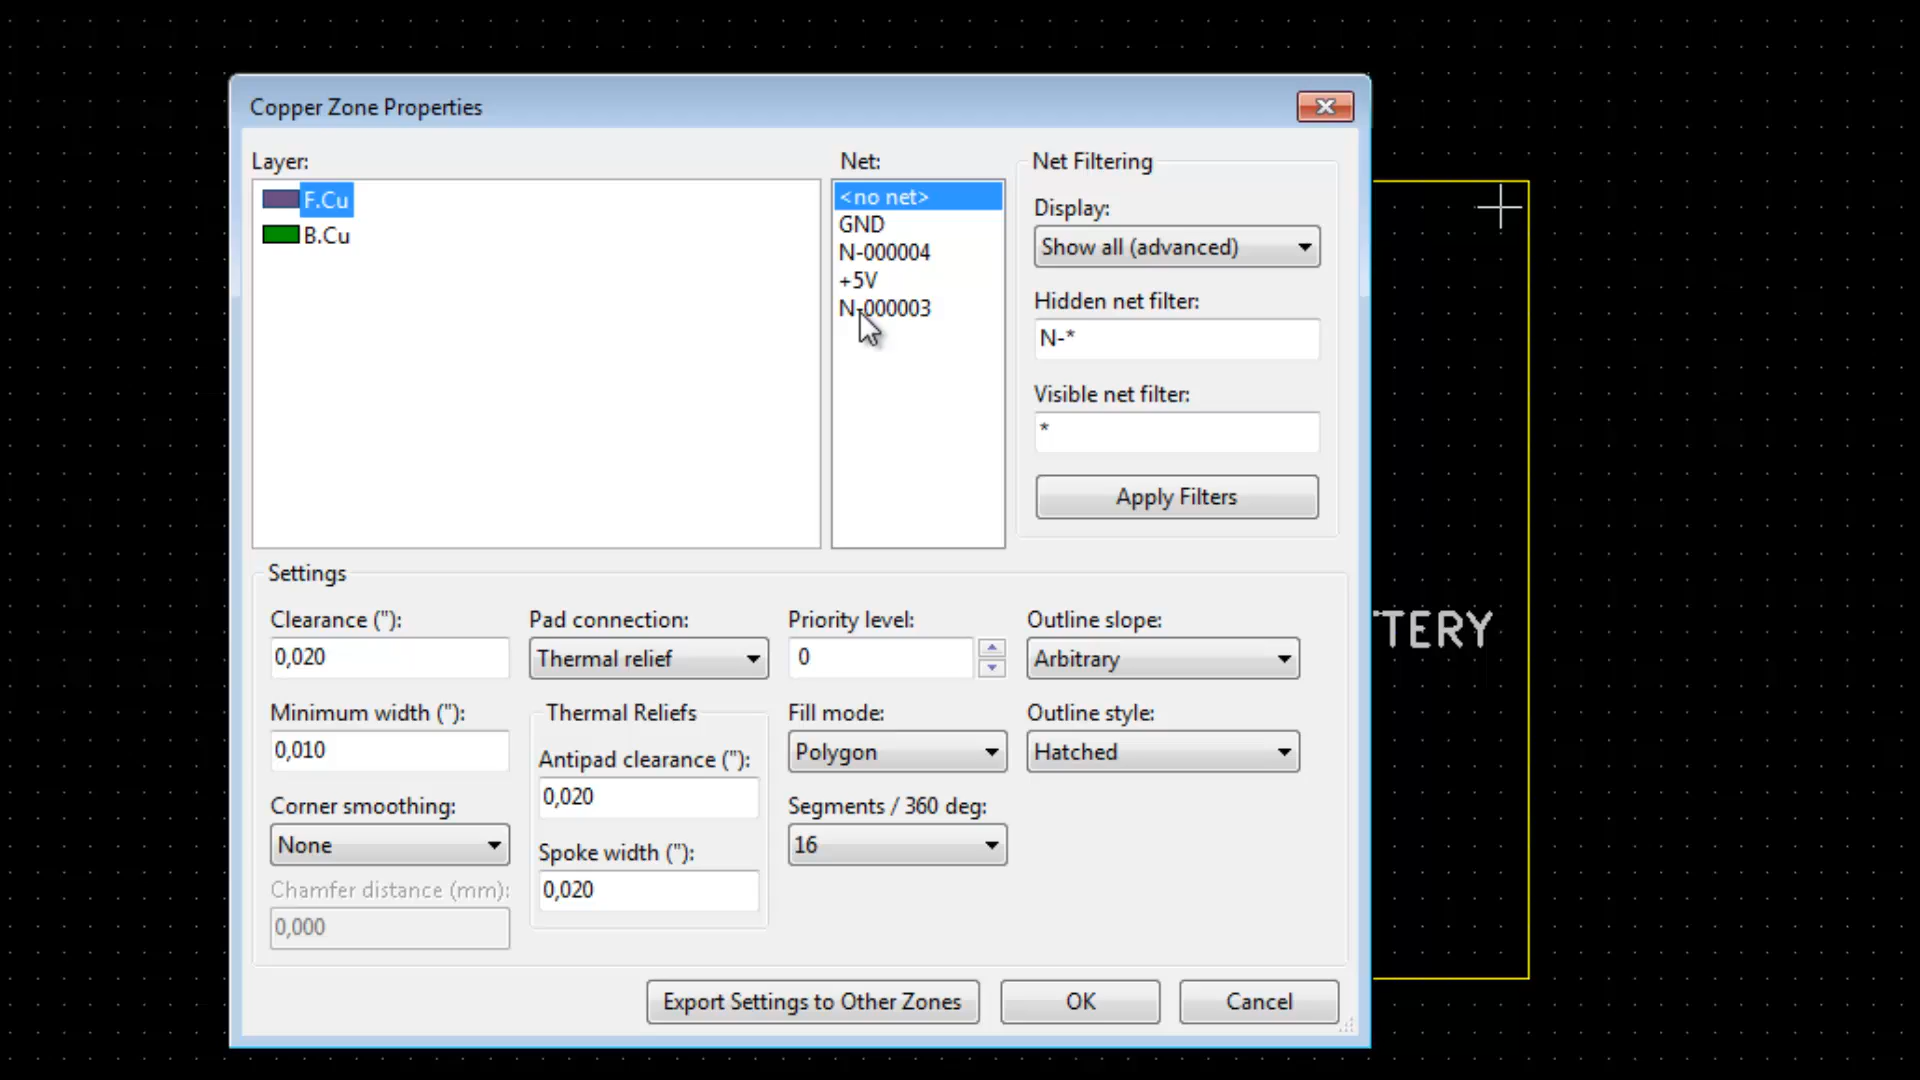 Copper Zone Properties
Layer:
F.Cu
B.Cu
Net:
<no net>
GND
N-000004
+5V
N-000003
Net Filtering
Display:
Show all (advanced)
Hidden net filter:
N-*
Visible net filter:
*
Apply Filters
Settings
Clearance ("):
0,020
Minimum width ("):
0,010
Corner smoothing:
None
Chamfer distance (mm):
0,000
Pad connection:
Thermal relief
Thermal Reliefs
Antipad clearance ("):
0,020
Spoke width ("):
0,020
Priority level:
0
Fill mode:
Polygon
Segments / 360 deg:
16
Outline slope:
Arbitrary
Outline style:
Hatched
Export Settings to Other Zones
OK
Cancel
TERY